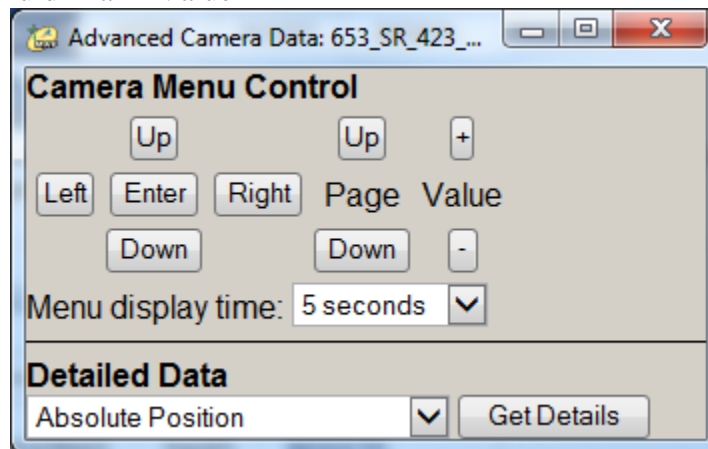 Advanced Camera Data: 653_SR_423_...
Camera Menu Control
Up Up +
Left Enter Right Page Value
Down Down -
Menu display time: 5 seconds
Detailed Data
Absolute Position Get Details